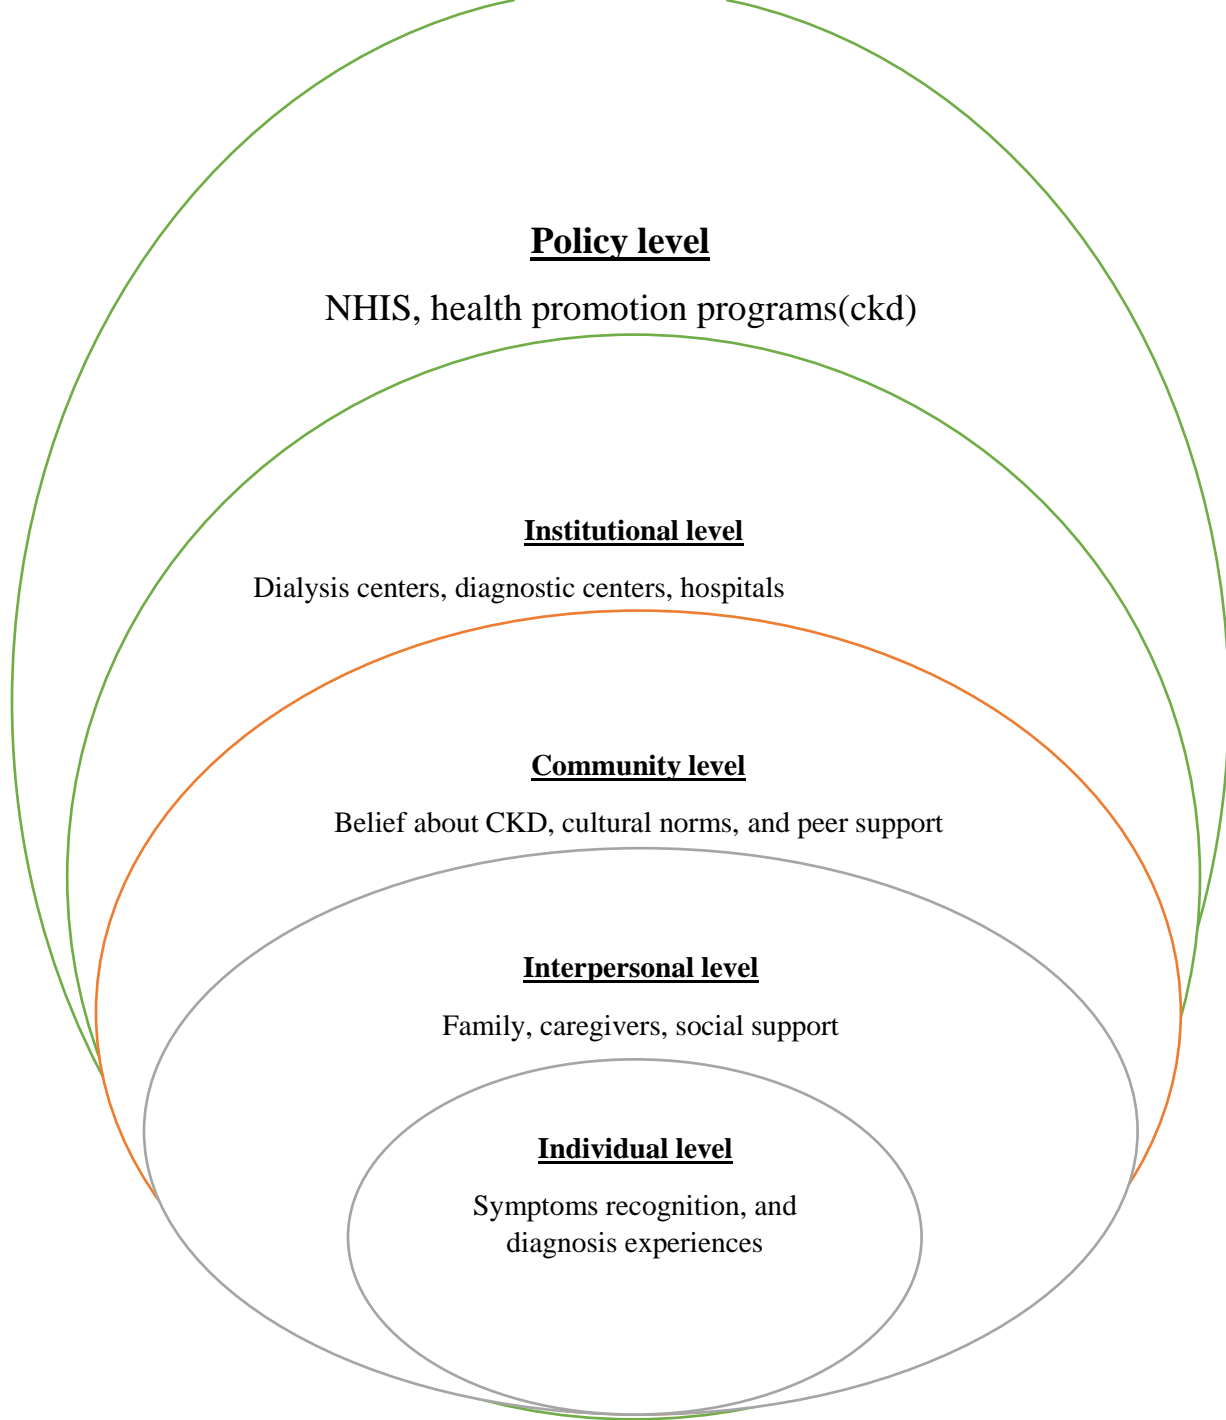 Policy level
NHIS, health promotion programs(ckd)
Institutional level
Dialysis centers, diagnostic centers, hospitals
Community level
Belief about CKD, cultural norms, and peer support
Interpersonal level
Family, caregivers, social support
Individual level
Symptoms recognition, and
diagnosis experiences